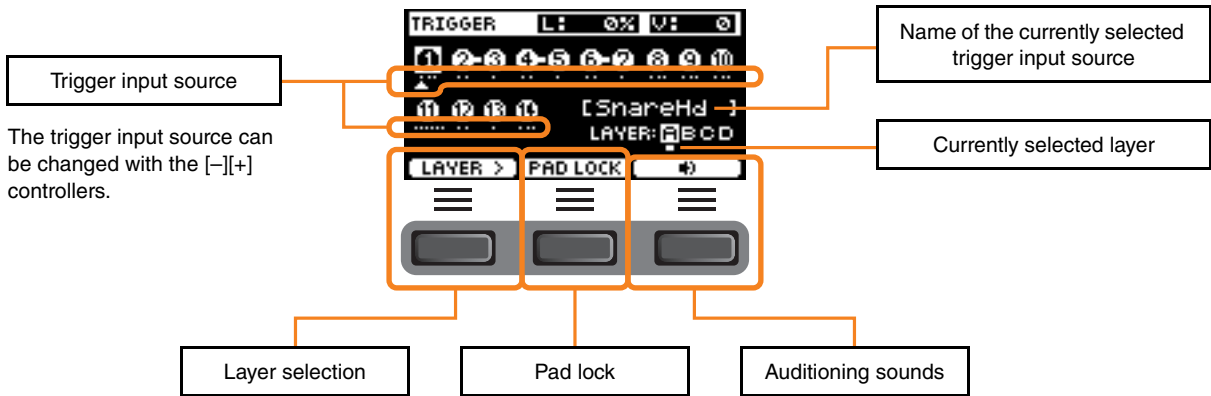 TRIGGER L: 0% V: 0
1 2-3 4-5 6-7 8 9 10
11 12 13 14 [SnareHd ]
LAYER: A B C D
LAYER > PAD LOCK
Trigger input source
The trigger input source can
be changed with the [–][+]
controllers.
Name of the currently selected
trigger input source
Currently selected layer
Layer selection
Pad lock
Auditioning sounds